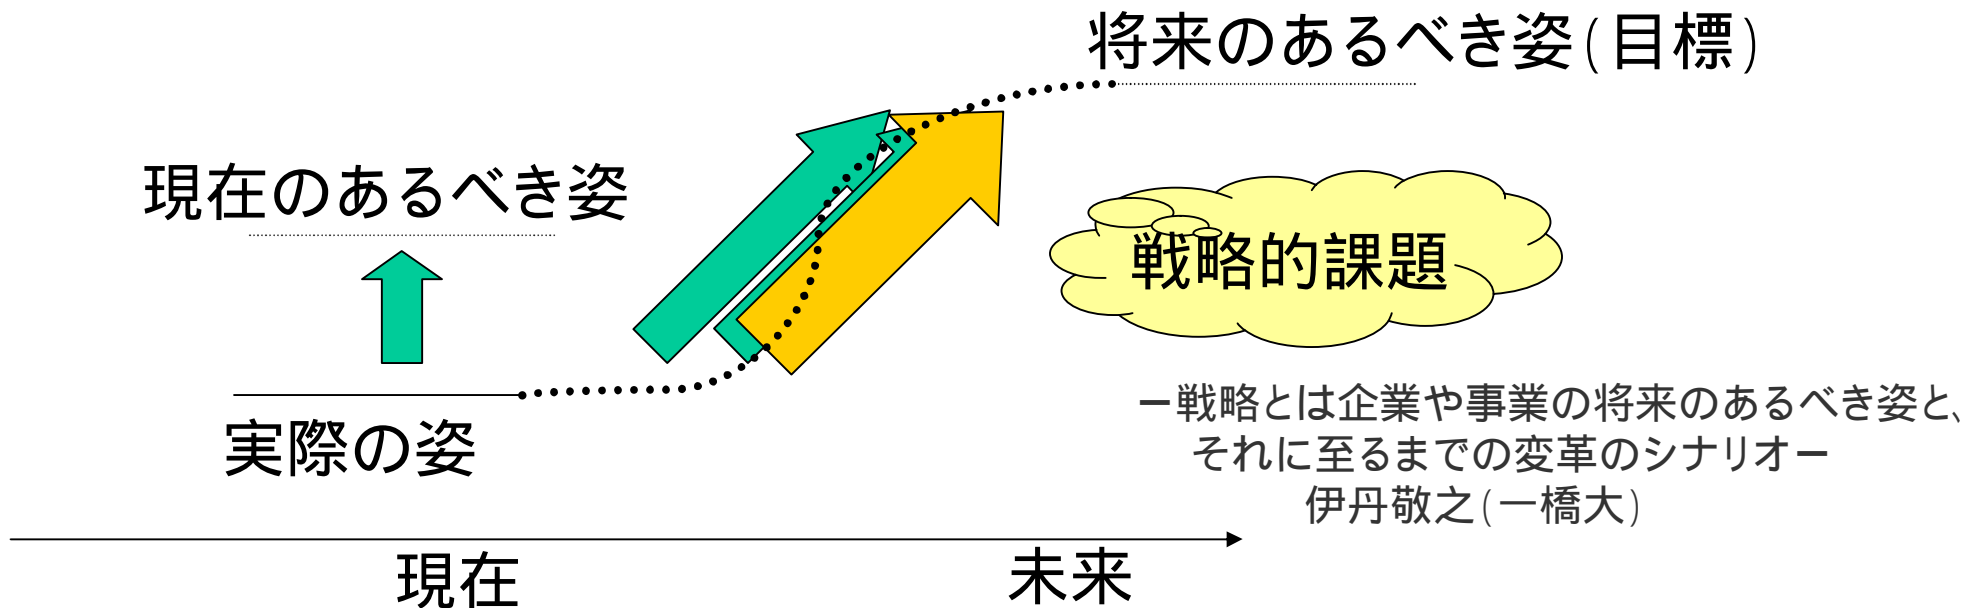 将来のあるべき姿(目標)
現在のあるべき姿
戦略的課題
ー戦略とは企業や事業の将来のあるべき姿と、
それに至るまでの変革のシナリオー
伊丹敬之(一橋大)
実際の姿
現在
未来